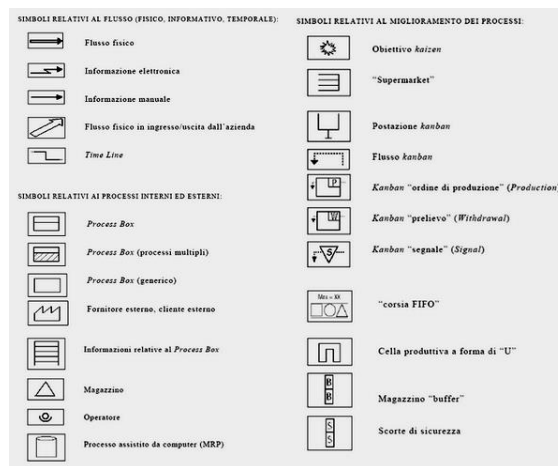 SIMBOLI RELATIVI AL FLUSSO (FISICO, INFORMATIVO, TEMPORALE):
Flusso fisico
Informazione elettronica
Informazione manuale
Flusso fisico in ingresso/uscita dall'azienda
Time Line
SIMBOLI RELATIVI AI PROCESSI INTERNI ED ESTERNI:
Process Box
Process Box (processi multipli)
Process Box (generico)
Fornitore esterno, cliente esterno
Informazioni relative al Process Box
Magazzino
Operatore
Processo assistito da computer (MRP)
SIMBOLI RELATIVI AL MIGLIORAMENTO DEI PROCESSI:
Obiettivo kaizen
"Supermarket"
Postazione kanban
Flusso kanban
P
Kanban "ordine di produzione" (Production)
W
Kanban "prelievo" (Withdrawal)
S
Kanban "segnale" (Signal)
Max = XX
"corsia FIFO"
Cella produttiva a forma di "U"
B
B
Magazzino "buffer"
S
S
Scorte di sicurezza